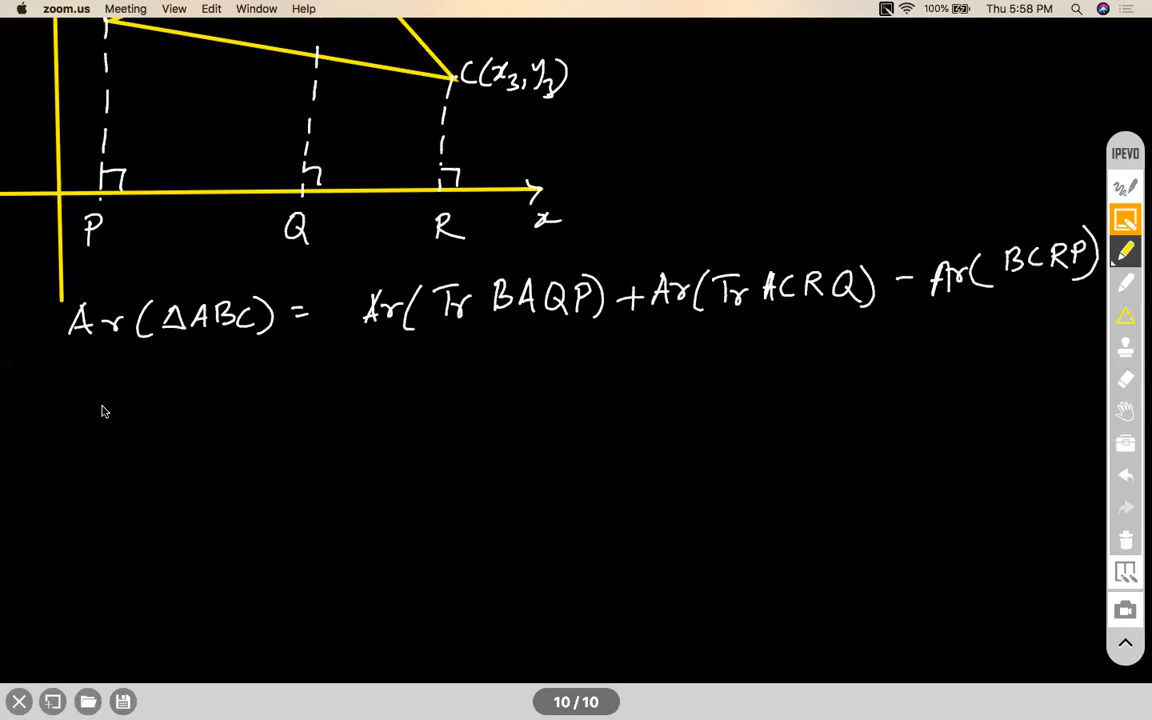 zoom.us Meeting View Edit Window Help 100% Thu 5:58 PM
C(x₃, y₃)
IPEVO
P Q R x
Ar(ΔABC) = Ar(Tr BAQP) + Ar(Tr ACRQ) - Ar( BCRP)
10 / 10